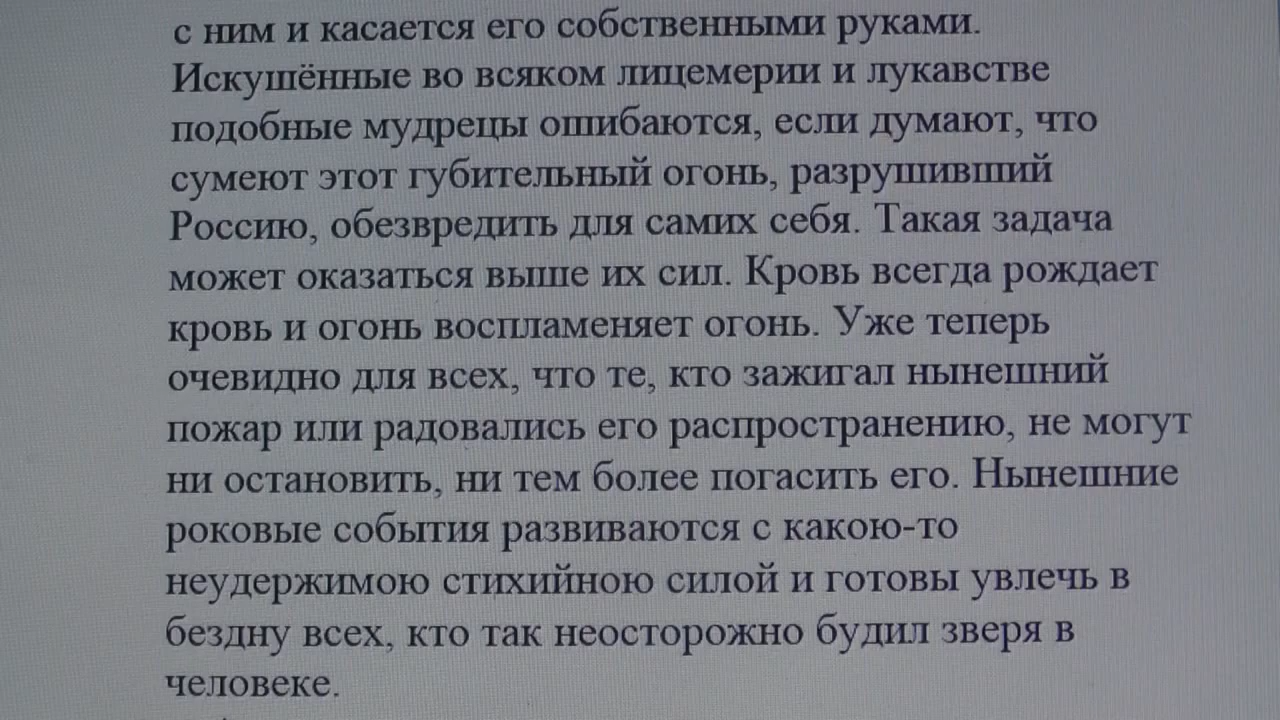 с ним и касается его собственными руками.
Искушённые во всяком лицемерии и лукавстве
подобные мудрецы ошибаются, если думают, что
сумеют этот губительный огонь, разрушивший
Россию, обезвредить для самих себя. Такая задача
может оказаться выше их сил. Кровь всегда рождает
кровь и огонь воспламеняет огонь. Уже теперь
очевидно для всех, что те, кто зажигал нынешний
пожар или радовались его распространению, не могут
ни остановить, ни тем более погасить его. Нынешние
роковые события развиваются с какою-то
неудержимою стихийною силой и готовы увлечь в
бездну всех, кто так неосторожно будил зверя в
человеке.